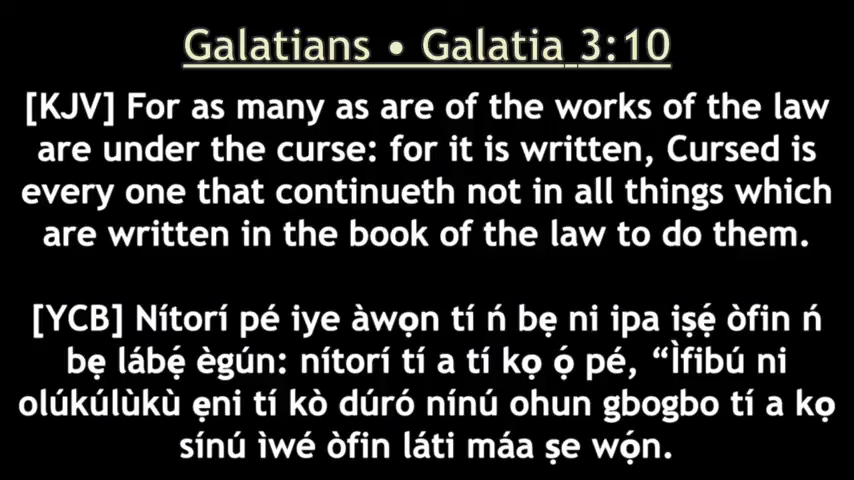 Galatians • Galatia 3:10
[KJV] For as many as are of the works of the law
are under the curse: for it is written, Cursed is
every one that continueth not in all things which
are written in the book of the law to do them.
[YCB] Nítorí pé iye àwọn tí ń bẹ ni ipa iṣẹ́ òfin ń
bẹ lábẹ́ ègún: nítorí tí a tí kọ ọ́ pé, “Ìfibú ni
olúkúlùkù ẹni tí kò dúró nínú ohun gbogbo tí a kọ
sínú ìwé òfin láti máa ṣe wọ́n.